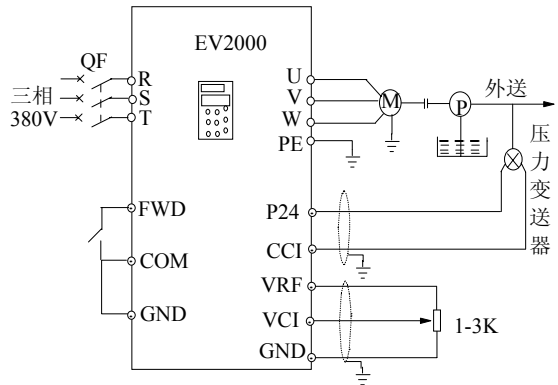 EV2000
QF
三相
380V
R
S
T
U
V
W
PE
M
P
外送
压力变送器
FWD
COM
GND
P24
CCI
VRF
VCI
GND
1-3K